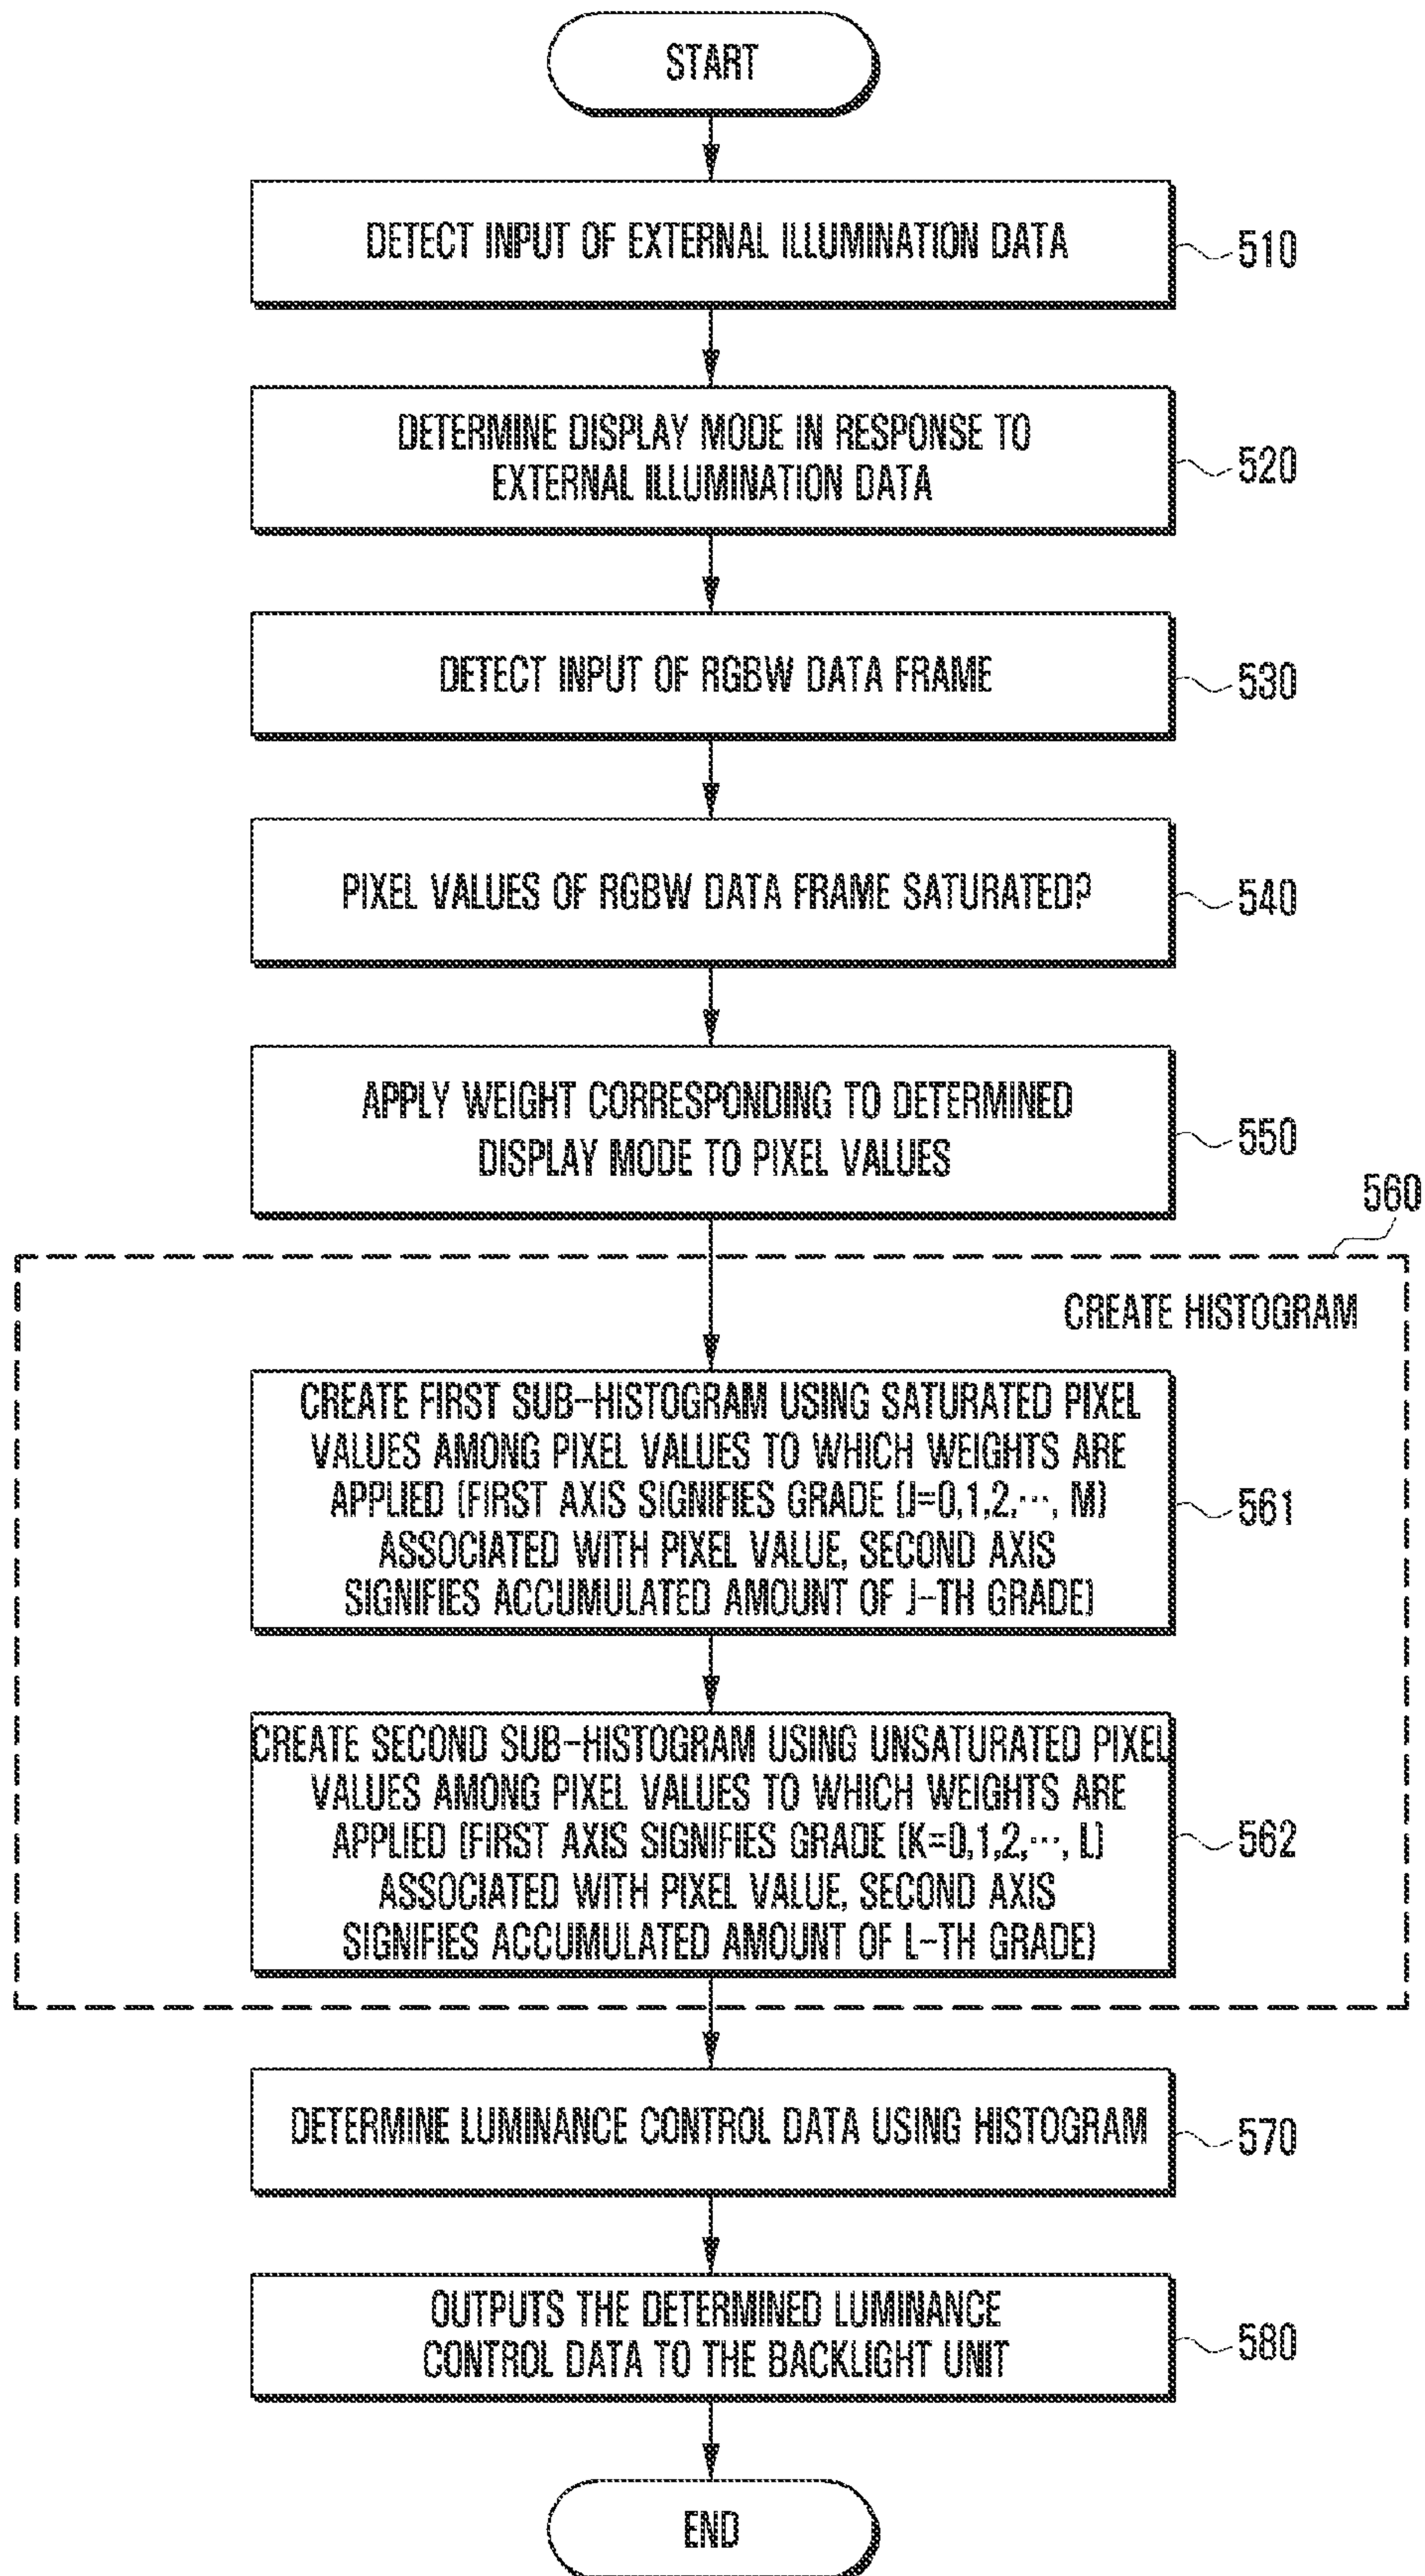 START
DETECT INPUT OF EXTERNAL ILLUMINATION DATA
510
DETERMINE DISPLAY MODE IN RESPONSE TO
EXTERNAL ILLUMINATION DATA
520
DETECT INPUT OF RGBW DATA FRAME
530
PIXEL VALUES OF RGBW DATA FRAME SATURATED?
540
APPLY WEIGHT CORRESPONDING TO DETERMINED
DISPLAY MODE TO PIXEL VALUES
550
560
CREATE HISTOGRAM
CREATE FIRST SUB-HISTOGRAM USING SATURATED PIXEL
VALUES AMONG PIXEL VALUES TO WHICH WEIGHTS ARE
APPLIED (FIRST AXIS SIGNIFIES GRADE (J=0,1,2,···, M)
ASSOCIATED WITH PIXEL VALUE, SECOND AXIS
SIGNIFIES ACCUMULATED AMOUNT OF J-TH GRADE)
561
CREATE SECOND SUB-HISTOGRAM USING UNSATURATED PIXEL
VALUES AMONG PIXEL VALUES TO WHICH WEIGHTS ARE
APPLIED (FIRST AXIS SIGNIFIES GRADE (K=0,1,2,···, L)
ASSOCIATED WITH PIXEL VALUE, SECOND AXIS
SIGNIFIES ACCUMULATED AMOUNT OF L-TH GRADE)
562
DETERMINE LUMINANCE CONTROL DATA USING HISTOGRAM
570
OUTPUTS THE DETERMINED LUMINANCE
CONTROL DATA TO THE BACKLIGHT UNIT
580
END